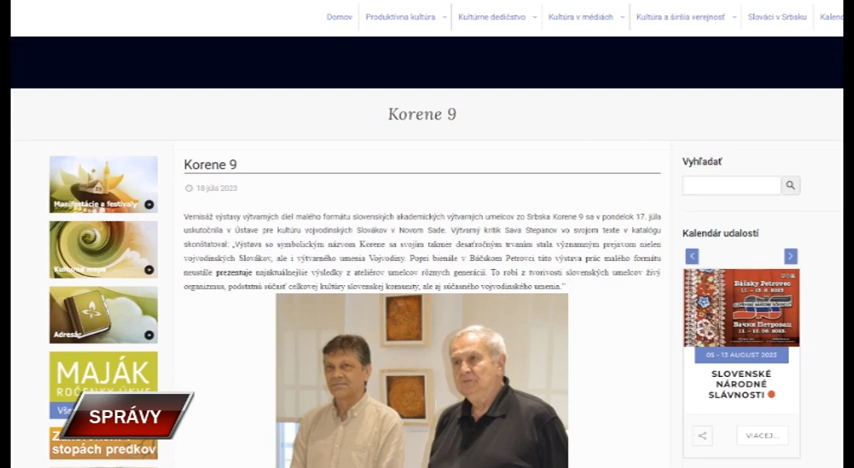 Domov
Produktívna kultúra
Kultúrne dedičstvo
Kultúra v médiách
Kultúra a širšia verejnosť
Slováci v Srbsku
Korene 9
Manifestácie a festivaly
Adresár
MAJÁK
SPRÁVY
stopách predkov
Korene 9
18 júla 2023
Vernisáž výstavy výtvarných diel malého formátu slovenských akademických výtvarných umelcov zo Srbska Korene 9 sa v pondelok 17. júla
uskutočnila v Ústave pre kultúru vojvodinských Slovákov v Novom Sade. Výtvarný kritik Sava Stepanov vo svojom texte v katalógu
skonštatoval: „Výstava so symbolickým názvom Korene sa svojím takmer desaťročným trvaním stala významným prejavom nielen
vojvodinských Slovákov, ale i výtvarného umenia Vojvodiny. Popri bienále v Báčskom Petrovci táto výstava prác malého formátu
neustále prezentuje najaktuálnejšie výsledky z ateliérov umelcov rôznych generácií. To robí z tvorivosti slovenských umelcov živý
organizmus, podstatnú súčasť celkovej kultúry slovenskej komunity, ale aj súčasného vojvodinského umenia."
Vyhľadať
Kalendár udalostí
Báčsky Petrovec
Бачки Петровац
05 - 13 AUGUST 2023
SLOVENSKÉ
NÁRODNÉ
SLÁVNOSTI
VIACEJ...